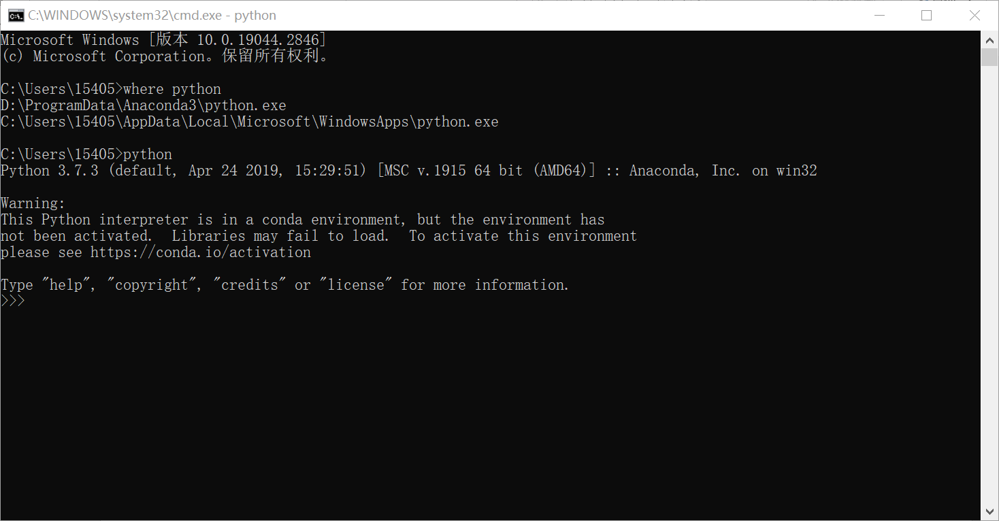 C:\WINDOWS\system32\cmd.exe - python
Microsoft Windows [版本 10.0.19044.2846]
(c) Microsoft Corporation。保留所有权利。
C:\Users\15405>where python
D:\ProgramData\Anaconda3\python.exe
C:\Users\15405\AppData\Local\Microsoft\WindowsApps\python.exe
C:\Users\15405>python
Python 3.7.3 (default, Apr 24 2019, 15:29:51) [MSC v.1915 64 bit (AMD64)] :: Anaconda, Inc. on win32
Warning:
This Python interpreter is in a conda environment, but the environment has
not been activated.  Libraries may fail to load.  To activate this environment
please see https://conda.io/activation
Type "help", "copyright", "credits" or "license" for more information.
>>>